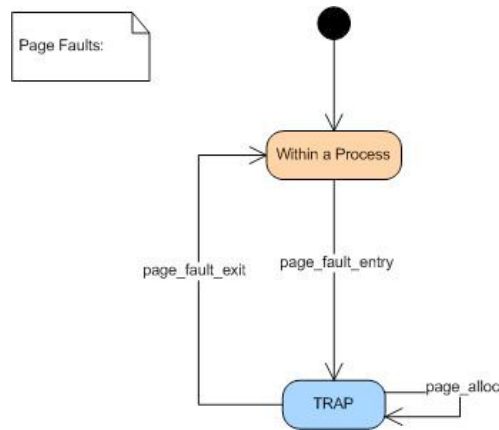 Page Faults:
Within a Process
page_fault_exit
page_fault_entry
TRAP
page_alloc